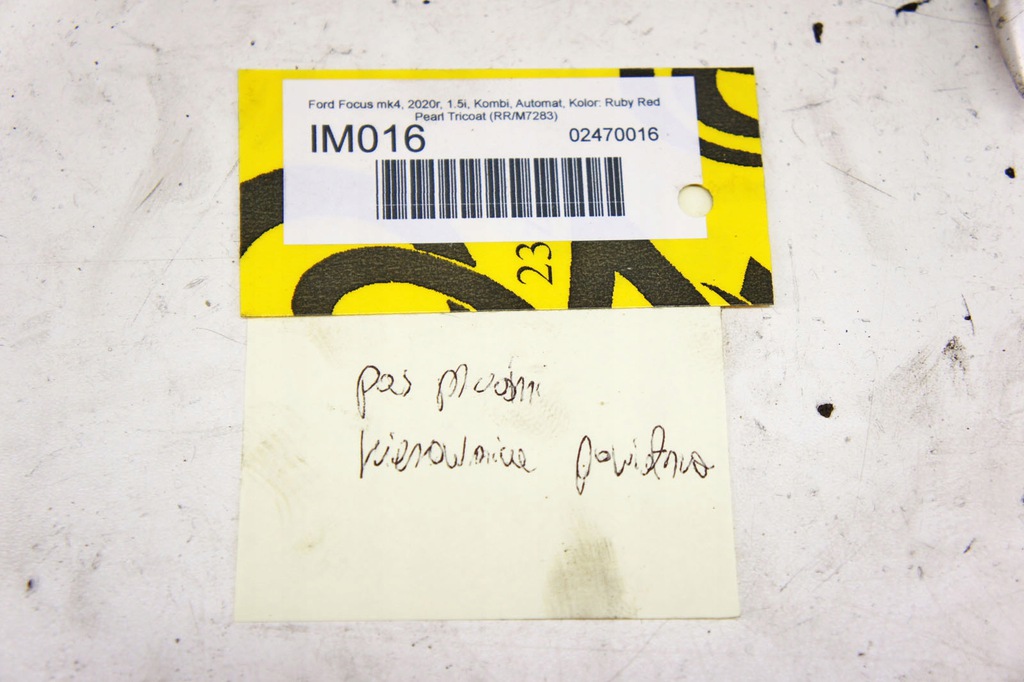 Ford Focus mk4, 2020r, 1.5i, Kombi, Automat, Kolor: Ruby Red
Pearl Tricoat (RR/M7283)
IM016 02470016
23
pas przedni
kierownica powietrza